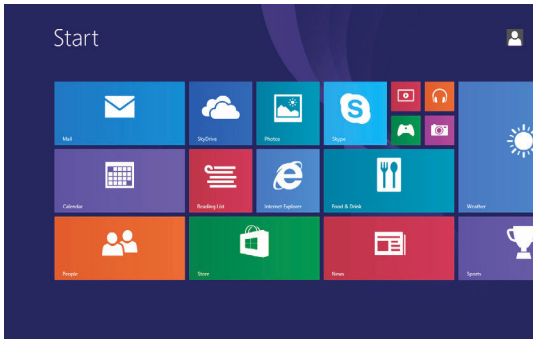 Start
Mail
SkyDrive
Photos
Skype
Calendar
Reading List
Internet Explorer
Food & Drink
Weather
People
Store
News
Sports